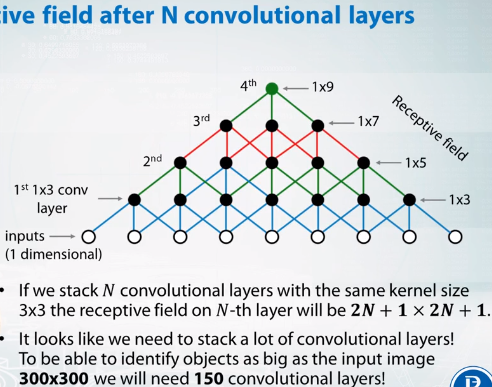 tive field after N convolutional layers
4th
1x9
3rd
1x7
Receptive field
2nd
1x5
1st 1x3 conv
layer
1x3
inputs
(1 dimensional)
• If we stack N convolutional layers with the same kernel size
3x3 the receptive field on N-th layer will be 2N + 1 × 2N + 1.
• It looks like we need to stack a lot of convolutional layers!
To be able to identify objects as big as the input image
300x300 we will need 150 convolutional layers!